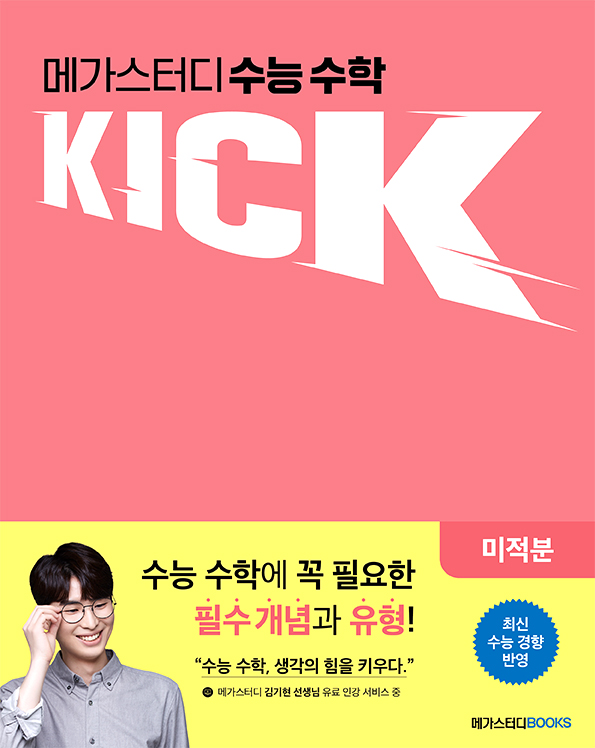 메가스터디 수능 수학
KICK
미적분
수능 수학에 꼭 필요한
필수 개념과 유형!
"수능 수학, 생각의 힘을 키우다."
메가스터디 김기현 선생님 유료 인강 서비스 중
최신
수능 경향
반영
메가스터디BOOKS